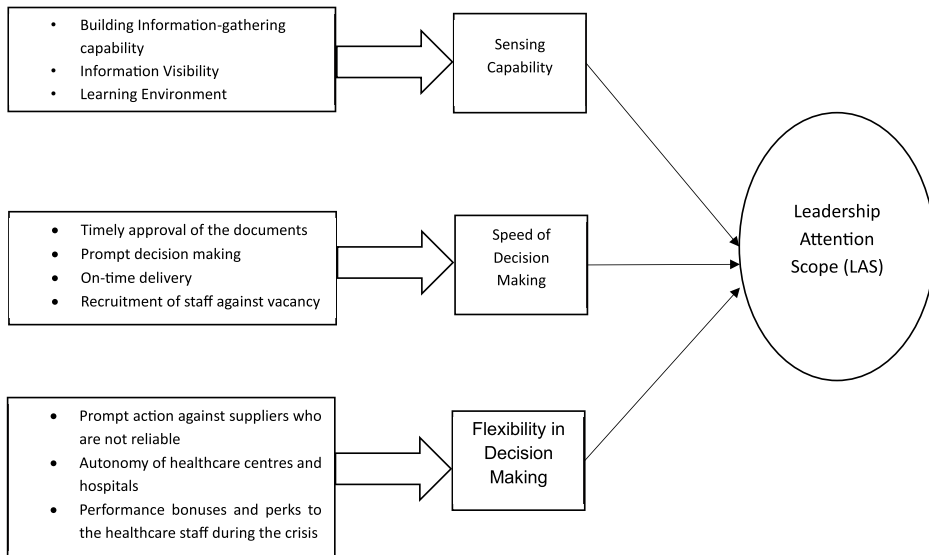 • Building Information-gathering
capability
• Information Visibility
• Learning Environment
Sensing
Capability
• Timely approval of the documents
• Prompt decision making
• On-time delivery
• Recruitment of staff against vacancy
Speed of
Decision
Making
• Prompt action against suppliers who
are not reliable
• Autonomy of healthcare centres and
hospitals
• Performance bonuses and perks to
the healthcare staff during the crisis
Flexibility in
Decision
Making
Leadership
Attention
Scope (LAS)